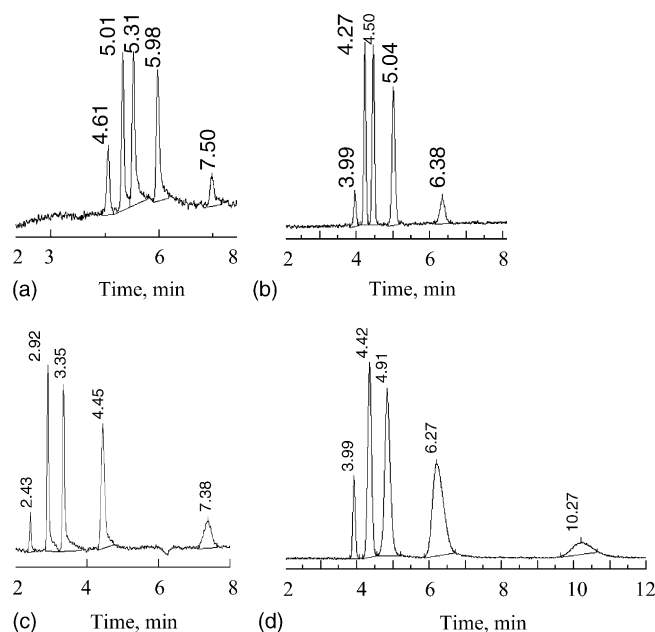 4.61
5.01
5.31
5.98
7.50
2 3 6 8
(a) Time, min
3.99
4.27
4.50
5.04
6.38
2 4 6 8
(b) Time, min
2.43
2.92
3.35
4.45
7.38
2 4 6 8
(c) Time, min
3.99
4.42
4.91
6.27
10.27
2 4 6 8 10 12
(d) Time, min